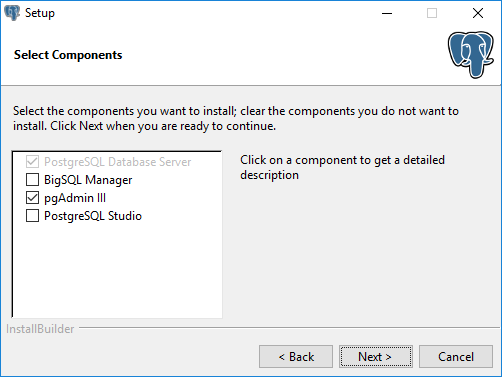 Setup
Select Components
Select the components you want to install; clear the components you do not want to
install. Click Next when you are ready to continue.
PostgreSQL Database Server
BigSQL Manager
pgAdmin III
PostgreSQL Studio
Click on a component to get a detailed
description
InstallBuilder
< Back
Next >
Cancel